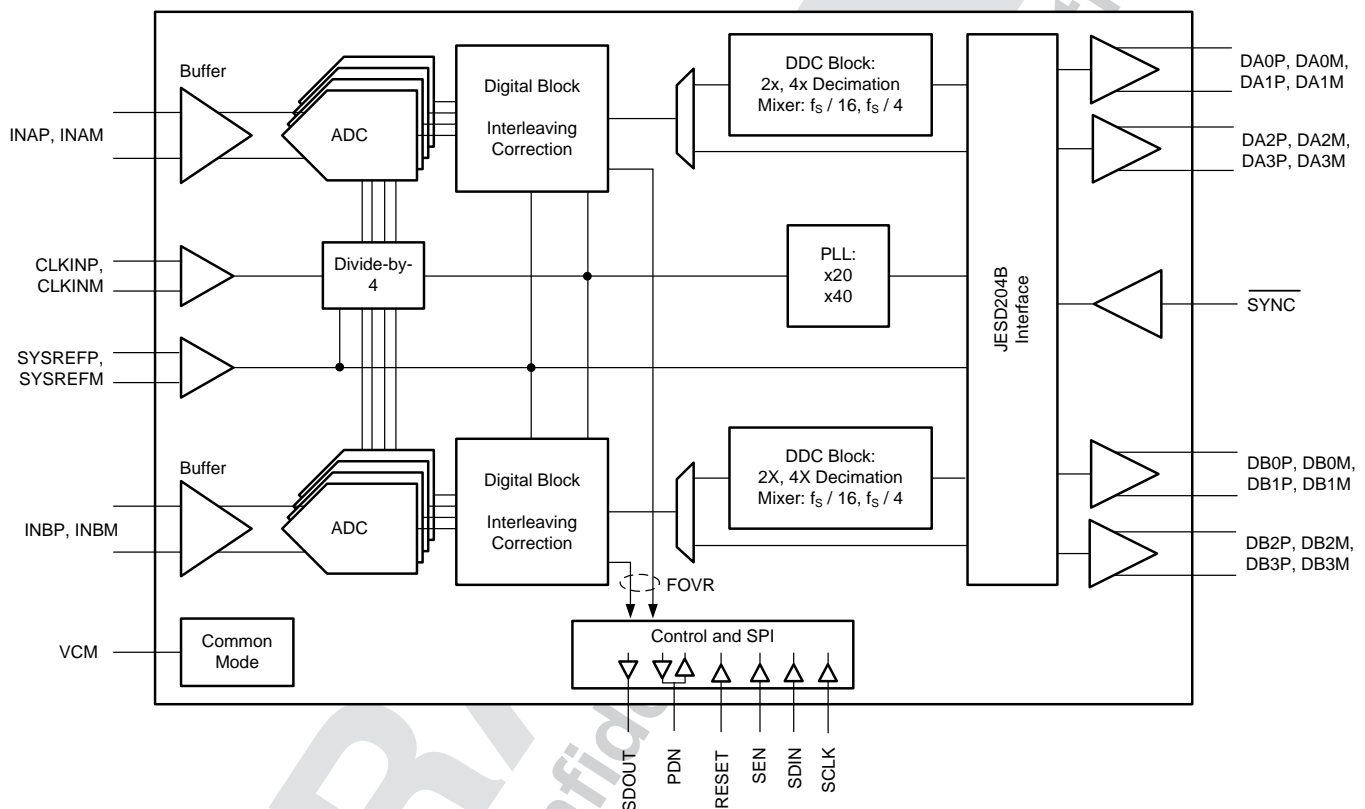 Buffer
INAP, INAM
ADC
Digital Block
Interleaving
Correction
DDC Block:
2x, 4x Decimation
Mixer: fS / 16, fS / 4
DA0P, DA0M,
DA1P, DA1M
DA2P, DA2M,
DA3P, DA3M
CLKINP,
CLKINM
Divide-by-
4
PLL:
x20
x40
JESD204B
Interface
SYNC
SYSREFP,
SYSREFM
Buffer
INBP, INBM
ADC
Digital Block
Interleaving
Correction
DDC Block:
2X, 4X Decimation
Mixer: fS / 16, fS / 4
DB0P, DB0M,
DB1P, DB1M
DB2P, DB2M,
DB3P, DB3M
FOVR
VCM
Common
Mode
Control and SPI
SDOUT
PDN
RESET
SEN
SDIN
SCLK